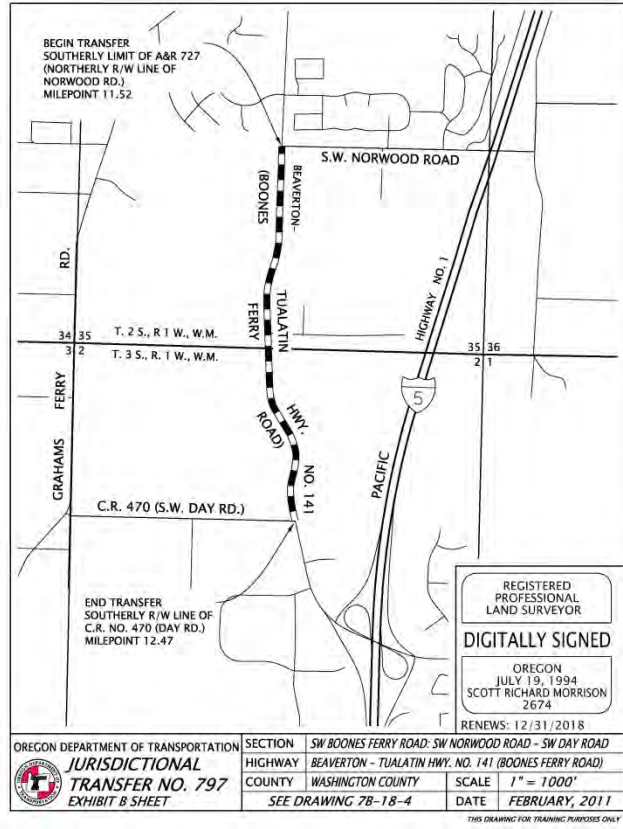 BEGIN TRANSFER
SOUTHERLY LIMIT OF A&R 727
(NORTHERLY R/W LINE OF
NORWOOD RD.)
MILEPOINT 11.52
S.W. NORWOOD ROAD
BEAVERTON-
(BOONES
RD.
HIGHWAY NO. 1
TUALATIN
FERRY
34 35
T. 2 S., R 1 W., W.M.
35 36
3 2
T. 3 S., R. 1 W., W.M.
2 1
FERRY
5
HWY.
ROAD)
GRAHAMS
PACIFIC
NO. 141
C.R. 470 (S.W. DAY RD.)
END TRANSFER
SOUTHERLY R/W LINE OF
C.R. NO. 470 (DAY RD.)
MILEPOINT 12.47
REGISTERED
PROFESSIONAL
LAND SURVEYOR
DIGITALLY SIGNED
OREGON
JULY 19, 1994
SCOTT RICHARD MORRISON
2674
RENEWS: 12/31/2018
OREGON DEPARTMENT OF TRANSPORTATION
JURISDICTIONAL
TRANSFER NO. 797
EXHIBIT B SHEET
SECTION SW BOONES FERRY ROAD: SW NORWOOD ROAD - SW DAY ROAD
HIGHWAY BEAVERTON - TUALATIN HWY. NO. 141 (BOONES FERRY ROAD)
COUNTY WASHINGTON COUNTY SCALE 1" = 1000'
SEE DRAWING 7B-18-4 DATE FEBRUARY, 2011
THIS DRAWING FOR TRAINING PURPOSES ONLY